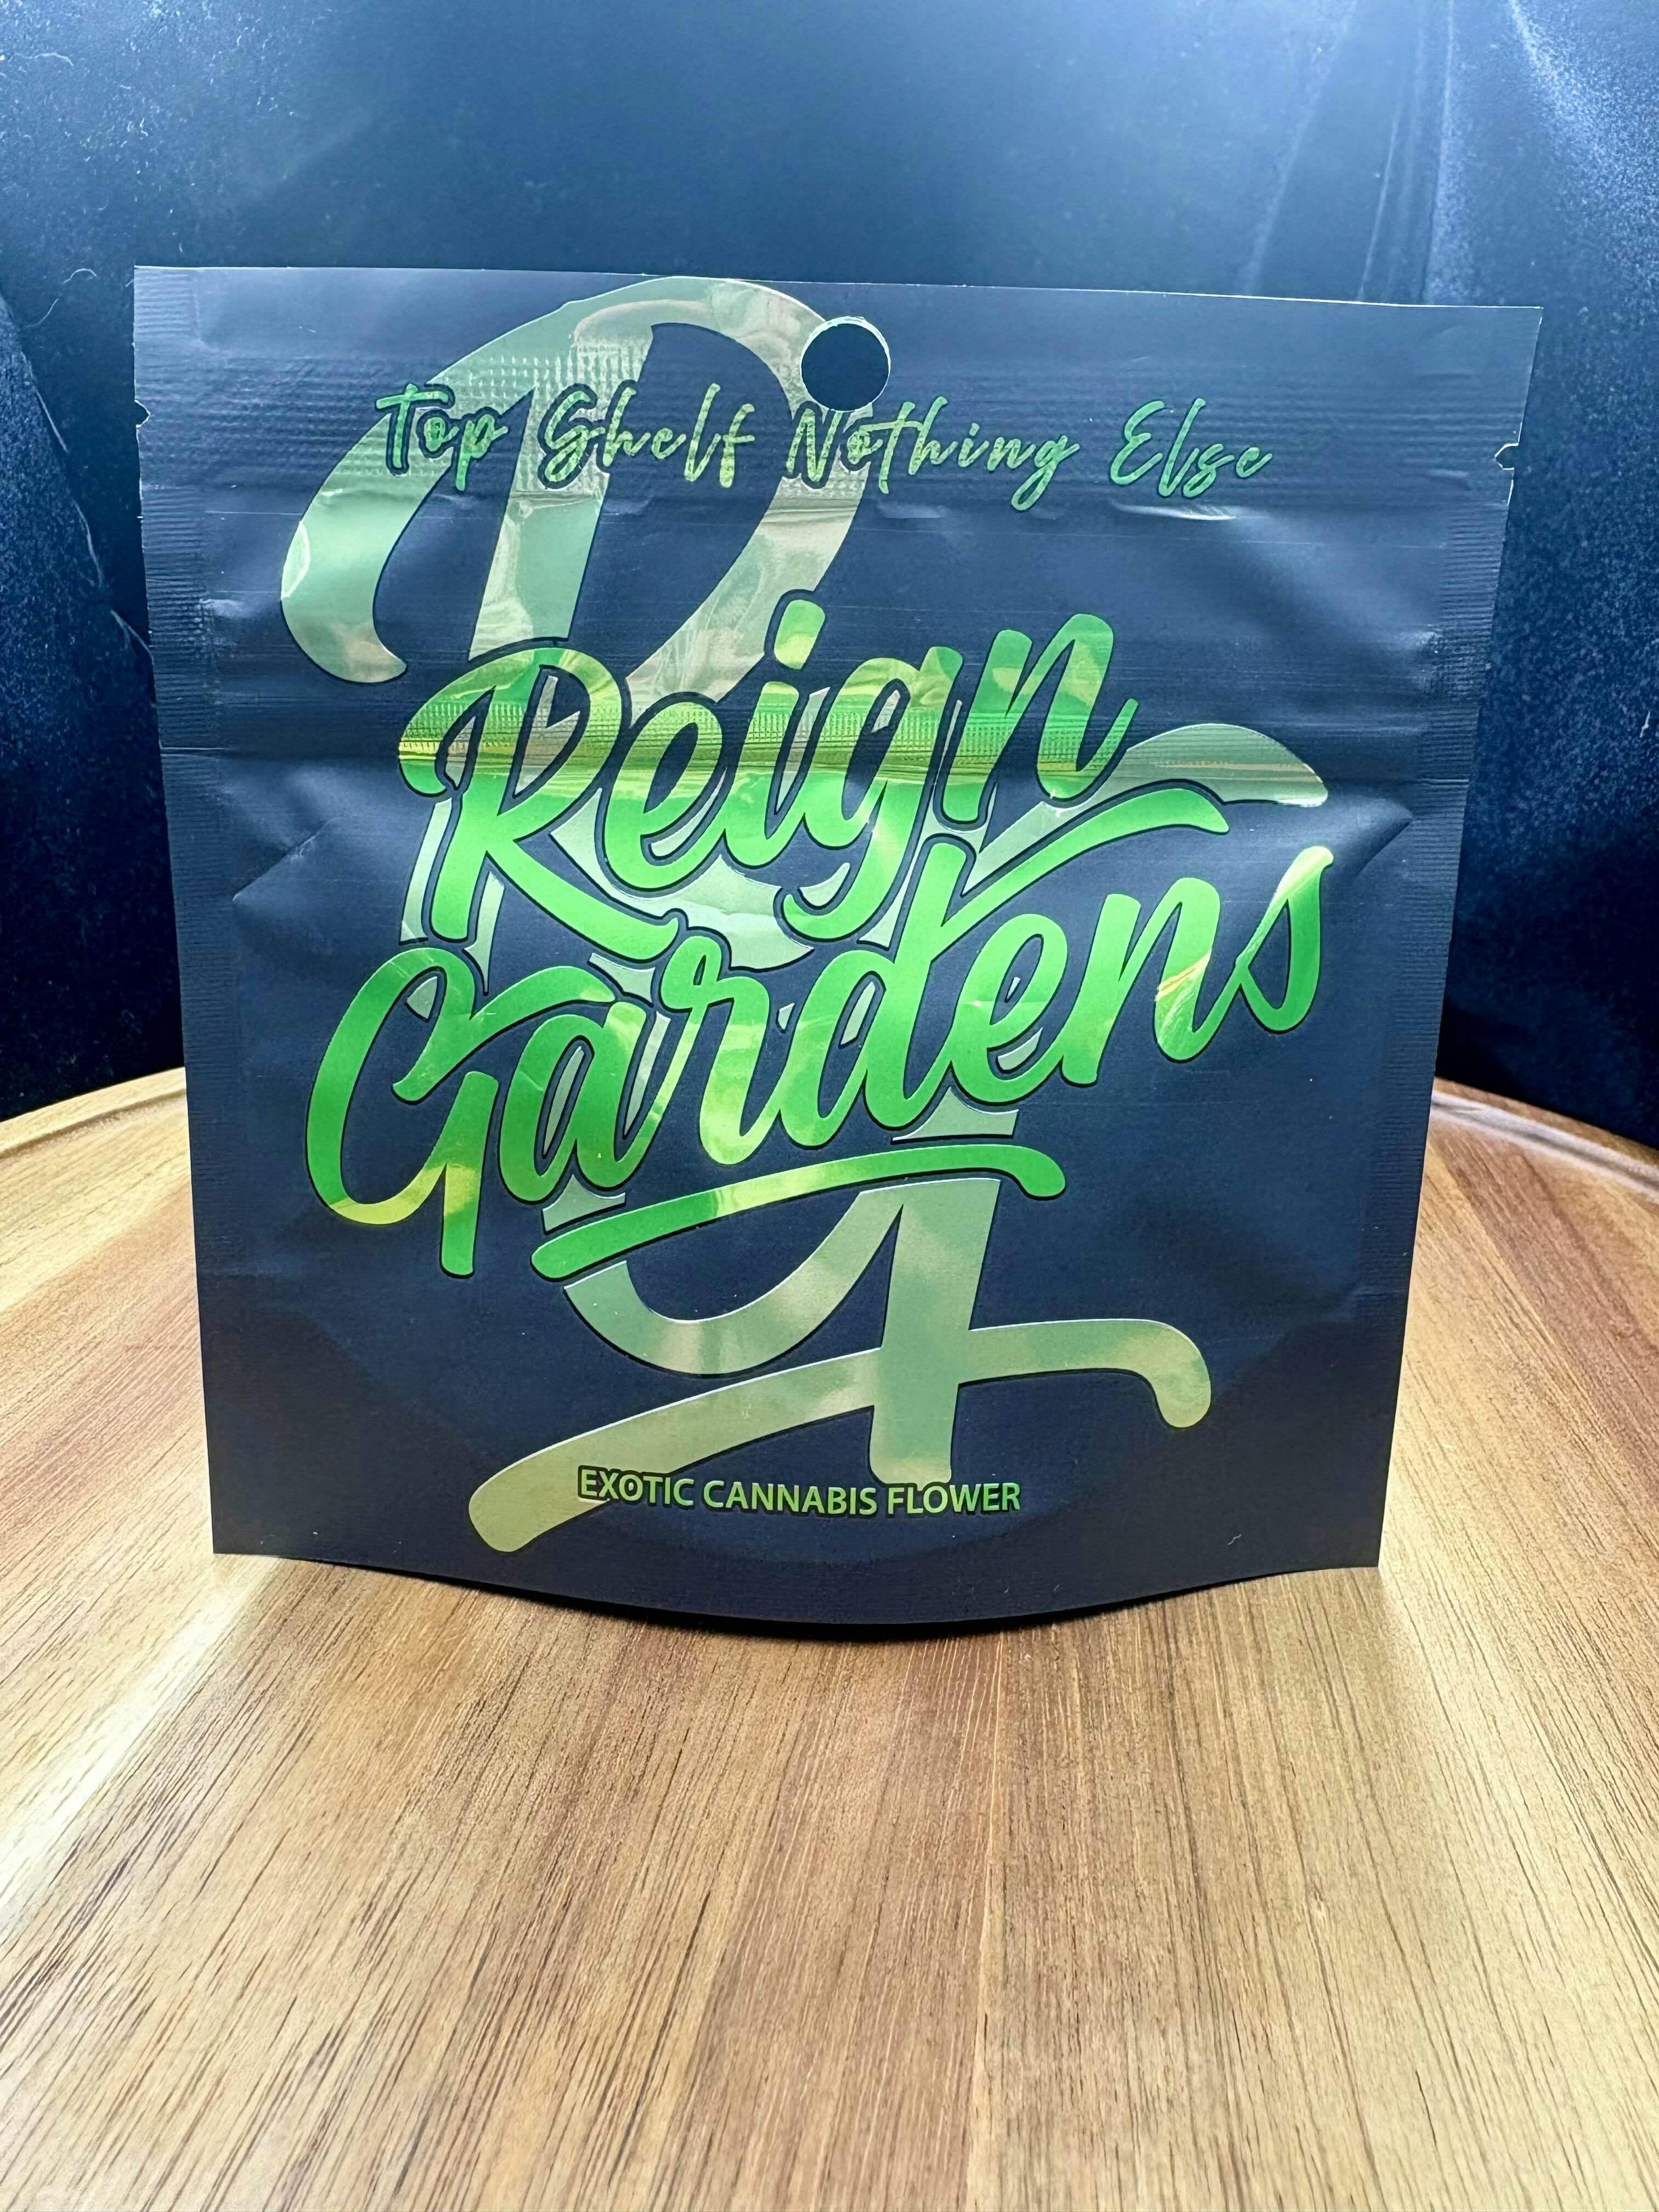 Top Shelf Nothing Else
Reign
Gardens
EXOTIC CANNABIS FLOWER